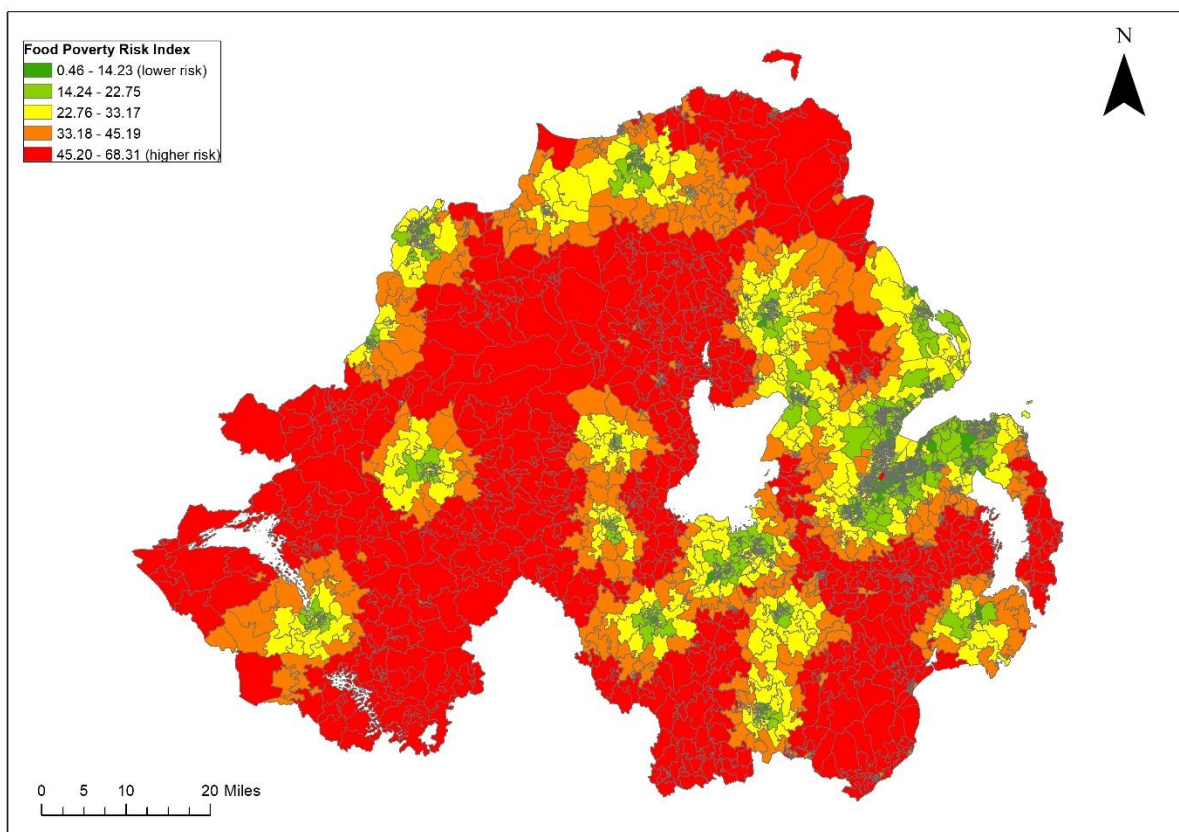 Food Poverty Risk Index
0.46 - 14.23 (lower risk)
14.24 - 22.75
22.76 - 33.17
33.18 - 45.19
45.20 - 68.31 (higher risk)
N
0 5 10 20 Miles